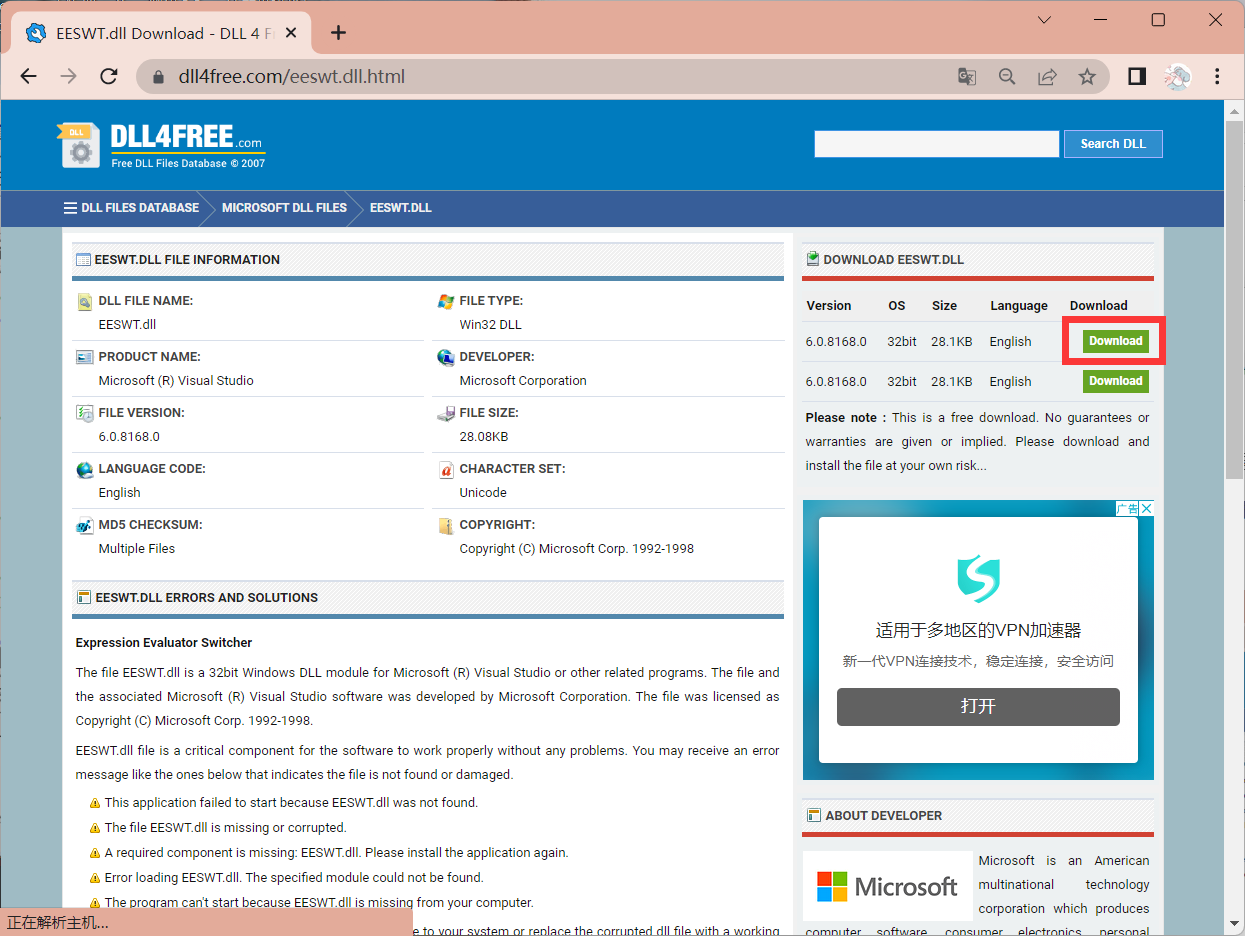 EESWT.dll Download - DLL 4 F
dll4free.com/eeswt.dll.html
DLL
DLL4FREE.com
Free DLL Files Database © 2007
Search DLL
DLL FILES DATABASE
MICROSOFT DLL FILES
EESWT.DLL
EESWT.DLL FILE INFORMATION
DLL FILE NAME:
EESWT.dll
FILE TYPE:
Win32 DLL
PRODUCT NAME:
Microsoft (R) Visual Studio
DEVELOPER:
Microsoft Corporation
FILE VERSION:
6.0.8168.0
FILE SIZE:
28.08KB
LANGUAGE CODE:
English
CHARACTER SET:
Unicode
MD5 CHECKSUM:
Multiple Files
COPYRIGHT:
Copyright (C) Microsoft Corp. 1992-1998
EESWT.DLL ERRORS AND SOLUTIONS
Expression Evaluator Switcher
The file EESWT.dll is a 32bit Windows DLL module for Microsoft (R) Visual Studio or other related programs. The file and
the associated Microsoft (R) Visual Studio software was developed by Microsoft Corporation. The file was licensed as
Copyright (C) Microsoft Corp. 1992-1998.
EESWT.dll file is a critical component for the software to work properly without any problems. You may receive an error
message like the ones below that indicates the file is not found or damaged.
This application failed to start because EESWT.dll was not found.
The file EESWT.dll is missing or corrupted.
A required component is missing: EESWT.dll. Please install the application again.
Error loading EESWT.dll. The specified module could not be found.
The program can't start because EESWT.dll is missing from your computer.
e to your system or replace the corrupted dll file with a working
正在解析主机...
DOWNLOAD EESWT.DLL
Version OS Size Language Download
6.0.8168.0 32bit 28.1KB English Download
6.0.8168.0 32bit 28.1KB English Download
Please note : This is a free download. No guarantees or
warranties are given or implied. Please download and
install the file at your own risk...
广告
适用于多地区的VPN加速器
新一代VPN连接技术，稳定连接，安全访问
打开
ABOUT DEVELOPER
Microsoft
Microsoft is an American
multinational technology
corporation which produces
computer software, consumer electronics, personal